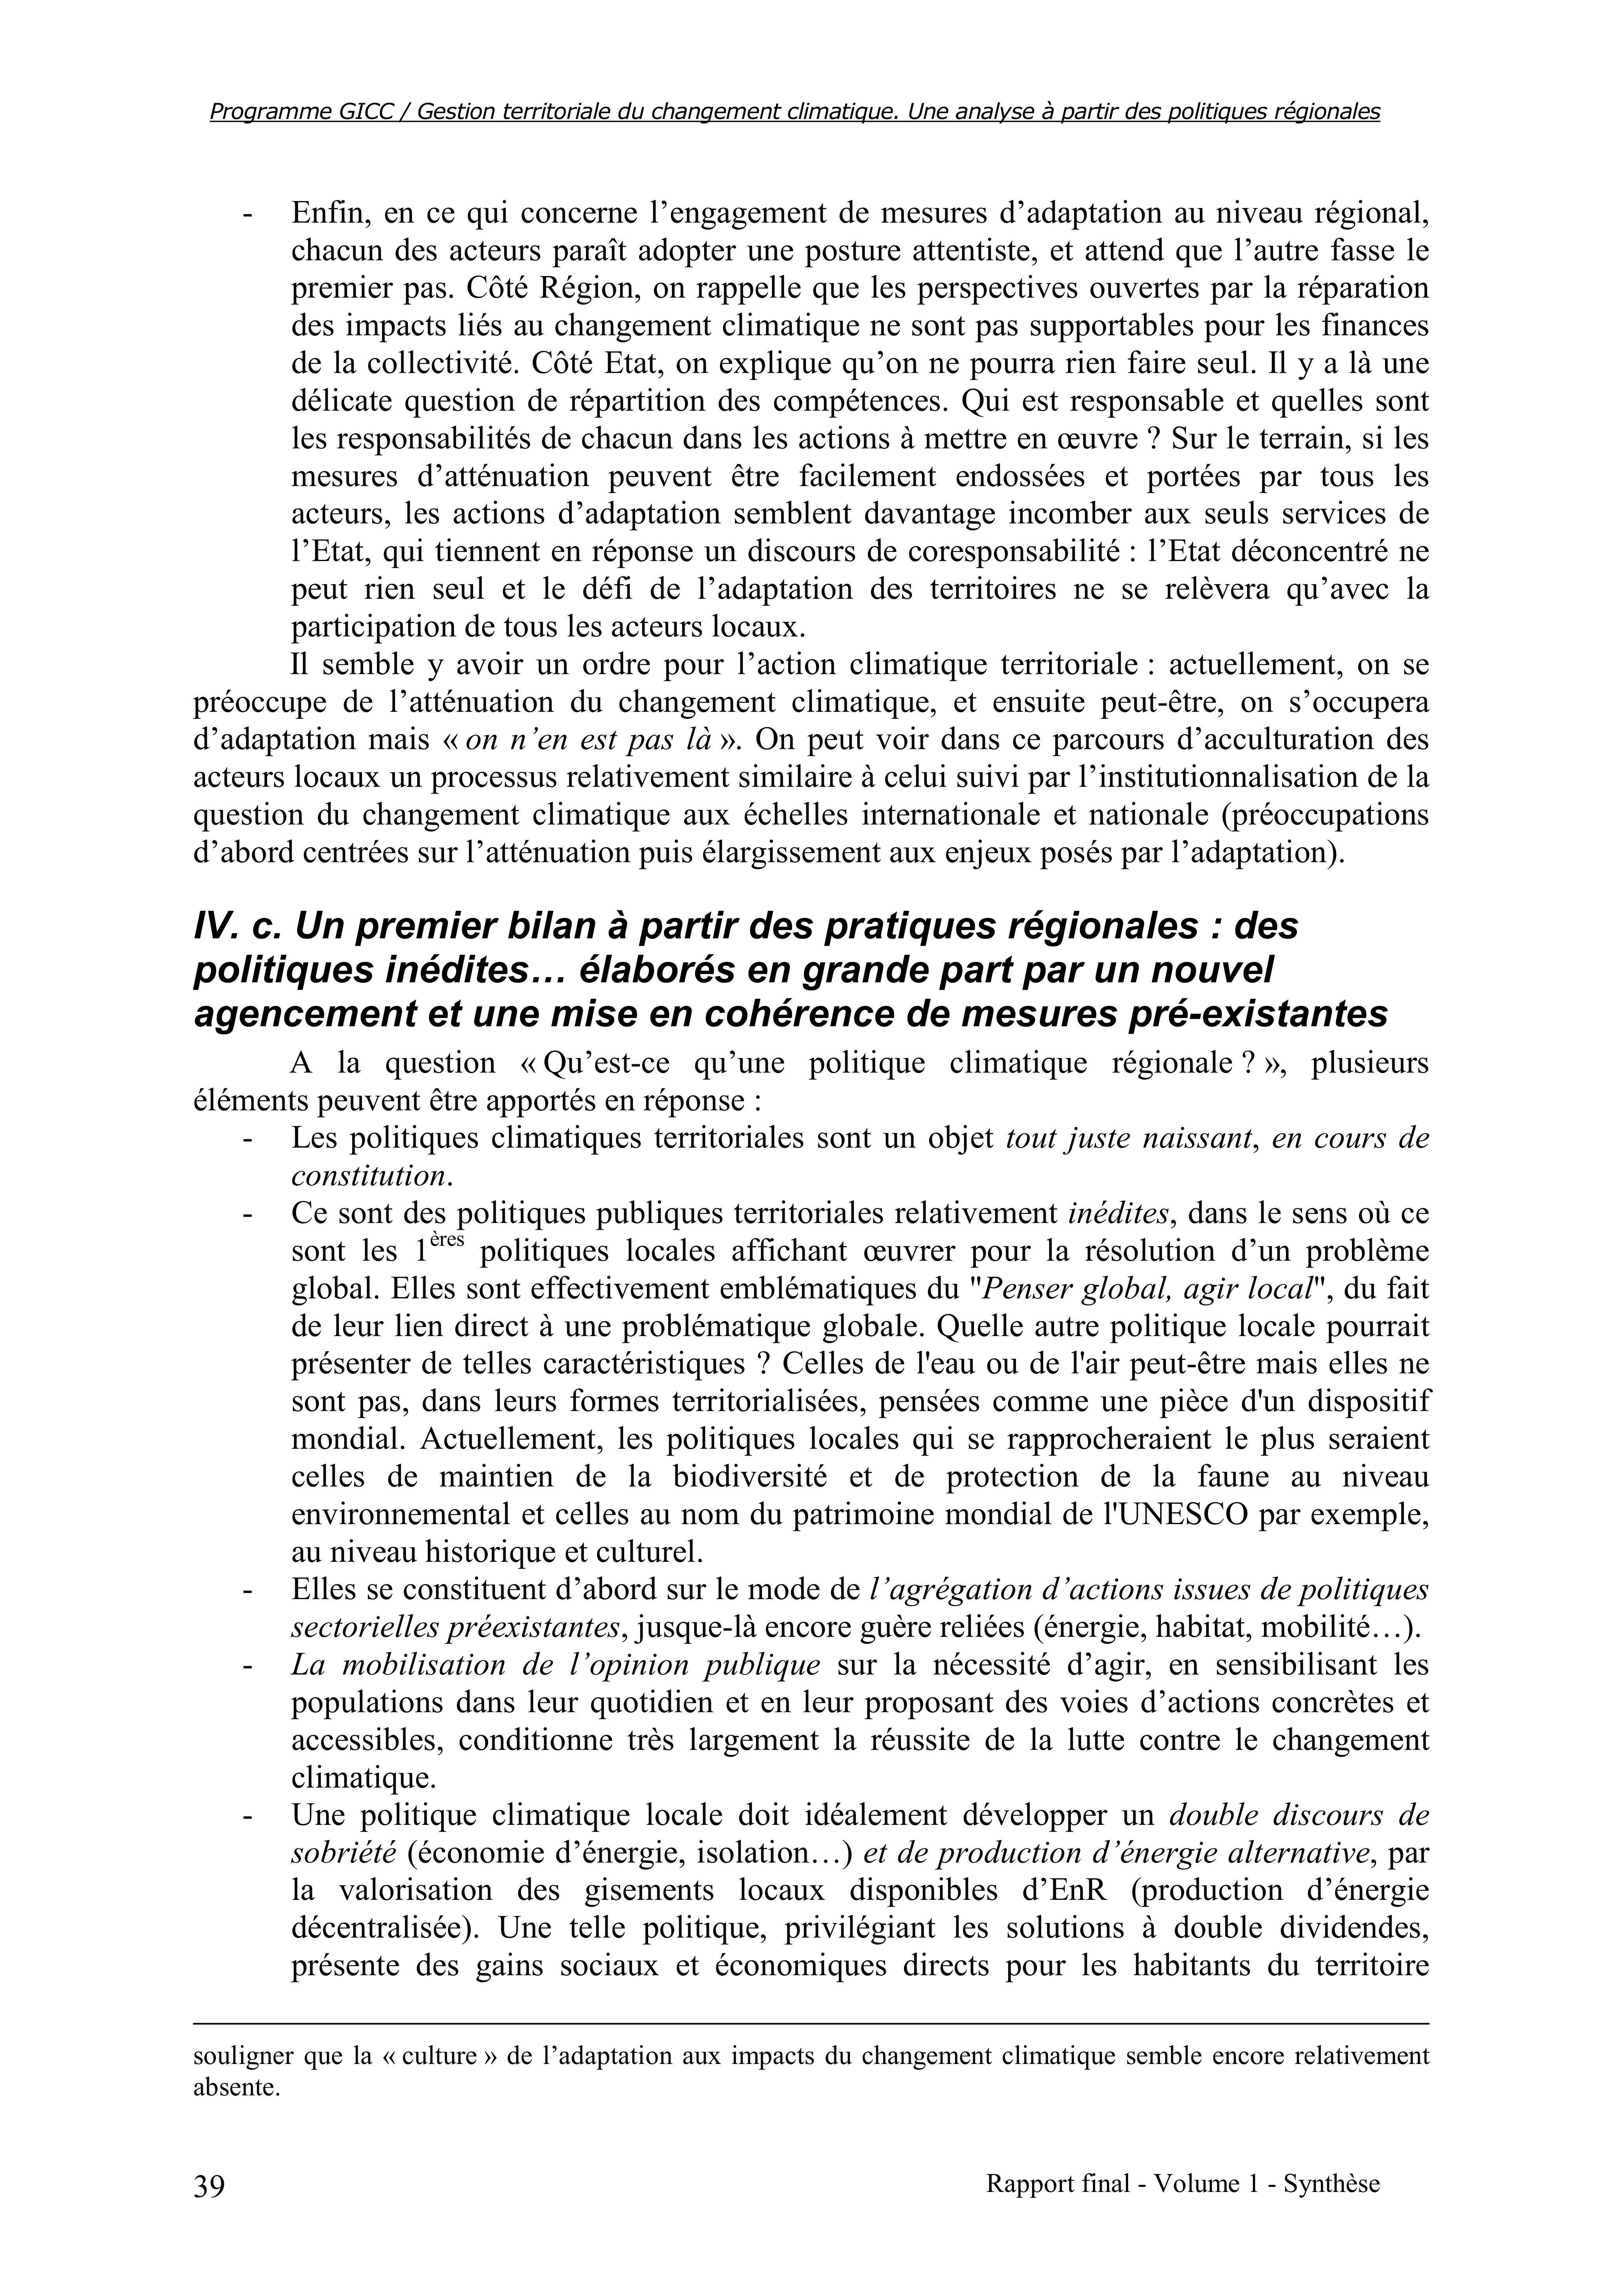 Programme GICC / Gestion territoriale du changement climatique. Une analyse à partir des politiques régionales
- Enfin, en ce qui concerne l’engagement de mesures d’adaptation au niveau régional,
chacun des acteurs paraît adopter une posture attentiste, et attend que l’autre fasse le
premier pas. Côté Région, on rappelle que les perspectives ouvertes par la réparation
des impacts liés au changement climatique ne sont pas supportables pour les finances
de la collectivité. Côté Etat, on explique qu’on ne pourra rien faire seul. Il y a là une
délicate question de répartition des compétences. Qui est responsable et quelles sont
les responsabilités de chacun dans les actions à mettre en œuvre ? Sur le terrain, si les
mesures d’atténuation peuvent être facilement endossées et portées par tous les
acteurs, les actions d’adaptation semblent davantage incomber aux seuls services de
l’Etat, qui tiennent en réponse un discours de coresponsabilité : l’Etat déconcentré ne
peut rien seul et le défi de l’adaptation des territoires ne se relèvera qu’avec la
participation de tous les acteurs locaux.
Il semble y avoir un ordre pour l’action climatique territoriale : actuellement, on se
préoccupe de l’atténuation du changement climatique, et ensuite peut-être, on s’occupera
d’adaptation mais « on n’en est pas là ». On peut voir dans ce parcours d’acculturation des
acteurs locaux un processus relativement similaire à celui suivi par l’institutionnalisation de la
question du changement climatique aux échelles internationale et nationale (préoccupations
d’abord centrées sur l’atténuation puis élargissement aux enjeux posés par l’adaptation).
IV. c. Un premier bilan à partir des pratiques régionales : des
politiques inédites… élaborés en grande part par un nouvel
agencement et une mise en cohérence de mesures pré-existantes
A la question « Qu’est-ce qu’une politique climatique régionale ? », plusieurs
éléments peuvent être apportés en réponse :
- Les politiques climatiques territoriales sont un objet tout juste naissant, en cours de
constitution.
- Ce sont des politiques publiques territoriales relativement inédites, dans le sens où ce
sont les 1ères politiques locales affichant œuvrer pour la résolution d’un problème
global. Elles sont effectivement emblématiques du "Penser global, agir local", du fait
de leur lien direct à une problématique globale. Quelle autre politique locale pourrait
présenter de telles caractéristiques ? Celles de l'eau ou de l'air peut-être mais elles ne
sont pas, dans leurs formes territorialisées, pensées comme une pièce d'un dispositif
mondial. Actuellement, les politiques locales qui se rapprocheraient le plus seraient
celles de maintien de la biodiversité et de protection de la faune au niveau
environnemental et celles au nom du patrimoine mondial de l'UNESCO par exemple,
au niveau historique et culturel.
- Elles se constituent d’abord sur le mode de l’agrégation d’actions issues de politiques
sectorielles préexistantes, jusque-là encore guère reliées (énergie, habitat, mobilité…).
- La mobilisation de l’opinion publique sur la nécessité d’agir, en sensibilisant les
populations dans leur quotidien et en leur proposant des voies d’actions concrètes et
accessibles, conditionne très largement la réussite de la lutte contre le changement
climatique.
- Une politique climatique locale doit idéalement développer un double discours de
sobriété (économie d’énergie, isolation…) et de production d’énergie alternative, par
la valorisation des gisements locaux disponibles d’EnR (production d’énergie
décentralisée). Une telle politique, privilégiant les solutions à double dividendes,
présente des gains sociaux et économiques directs pour les habitants du territoire
souligner que la « culture » de l’adaptation aux impacts du changement climatique semble encore relativement
absente.
39 Rapport final - Volume 1 - Synthèse